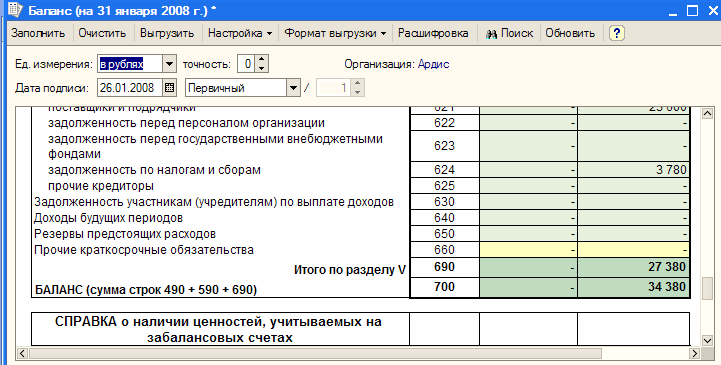 Баланс (на 31 января 2008 г.) *
Заполнить Очистить Выгрузить Настройка Формат выгрузки Расшифровка Поиск Обновить ?
Ед. измерения: в рублях точность: 0 Организация: Ардис
Дата подписи: 26.01.2008 Первичный / 1
поставщики и подрядчики 621 -
задолженность перед персоналом организации 622 - -
задолженность перед государственными внебюджетными
фондами 623 - -
задолженность по налогам и сборам 624 - 3 780
прочие кредиторы 625 - -
Задолженность участникам (учредителям) по выплате доходов 630 - -
Доходы будущих периодов 640 - -
Резервы предстоящих расходов 650 - -
Прочие краткосрочные обязательства 660 - -
Итого по разделу V 690 - 27 380
БАЛАНС (сумма строк 490 + 590 + 690) 700 - 34 380
СПРАВКА о наличии ценностей, учитываемых на
забалансовых счетах